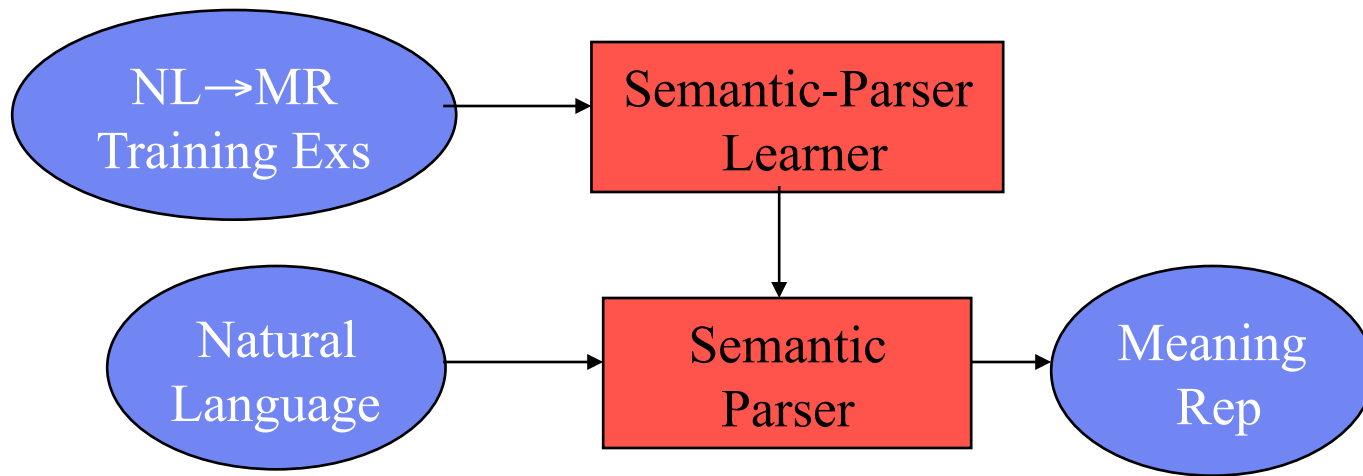 NL→MR
Training Exs
Semantic-Parser
Learner
Natural
Language
Semantic
Parser
Meaning
Rep